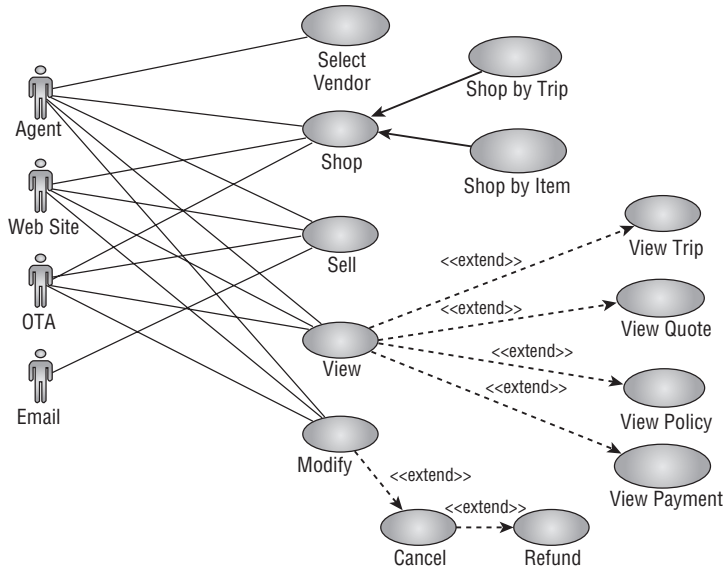 Select
Vendor
Shop by Trip
Agent
Shop
Shop by Item
Web Site
Sell
View Trip
<<extend>>
OTA
<<extend>>
View Quote
View
<<extend>>
<<extend>>
Email
View Policy
Modify
<<extend>>
View Payment
<<extend>>
Cancel
Refund